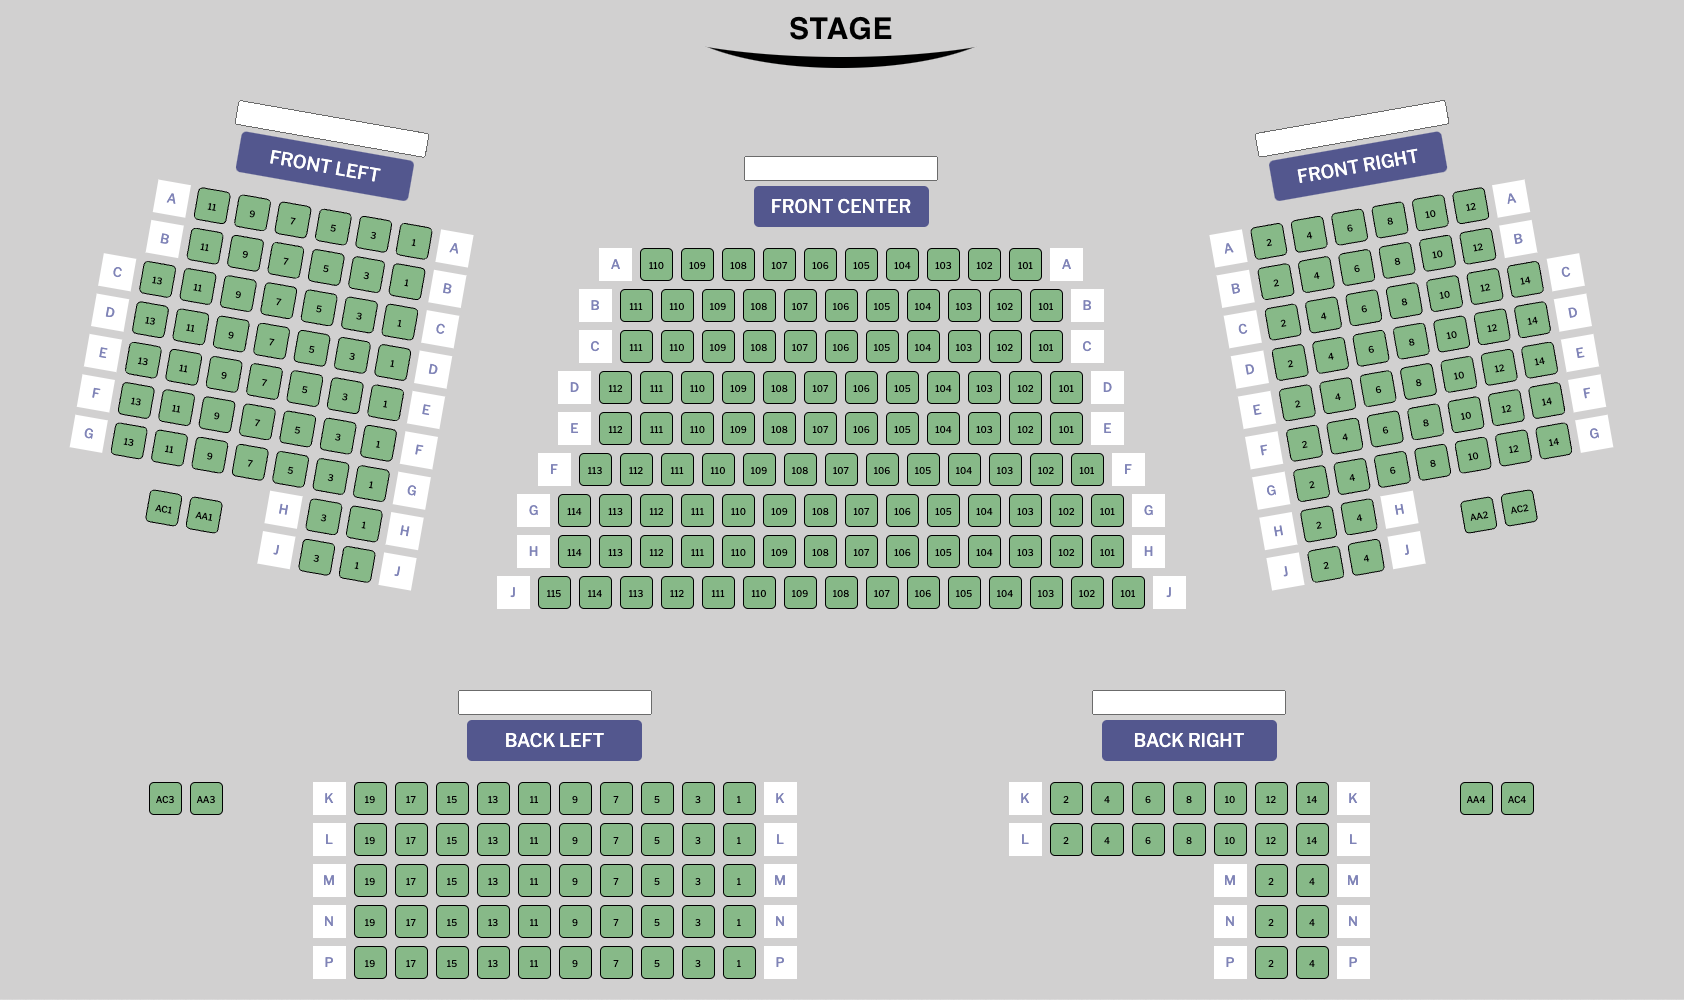 STAGE
FRONT LEFT
A 11 9 7 5 3 1 A
B 11 9 7 5 3 1 B
C 13 11 9 7 5 3 1 C
D 13 11 9 7 5 3 1 D
E 13 11 9 7 5 3 1 E
F 13 11 9 7 5 3 1 F
G 13 11 9 7 5 3 1 G
AC1 AA1
H 3 1 H
J 3 1 J
FRONT CENTER
A 110 109 108 107 106 105 104 103 102 101 A
B 111 110 109 108 107 106 105 104 103 102 101 B
C 111 110 109 108 107 106 105 104 103 102 101 C
D 112 111 110 109 108 107 106 105 104 103 102 101 D
E 112 111 110 109 108 107 106 105 104 103 102 101 E
F 113 112 111 110 109 108 107 106 105 104 103 102 101 F
G 114 113 112 111 110 109 108 107 106 105 104 103 102 101 G
H 114 113 112 111 110 109 108 107 106 105 104 103 102 101 H
J 115 114 113 112 111 110 109 108 107 106 105 104 103 102 101 J
FRONT RIGHT
A 2 4 6 8 10 12 A
B 2 4 6 8 10 12 B
C 2 4 6 8 10 12 14 C
D 2 4 6 8 10 12 14 D
E 2 4 6 8 10 12 14 E
F 2 4 6 8 10 12 14 F
G 2 4 6 8 10 12 14 G
H 2 4 H
AA2 AC2
J 2 4 J
BACK LEFT
AC3 AA3
K 19 17 15 13 11 9 7 5 3 1 K
L 19 17 15 13 11 9 7 5 3 1 L
M 19 17 15 13 11 9 7 5 3 1 M
N 19 17 15 13 11 9 7 5 3 1 N
P 19 17 15 13 11 9 7 5 3 1 P
BACK RIGHT
K 2 4 6 8 10 12 14 K
AA4 AC4
L 2 4 6 8 10 12 14 L
M 2 4 M
N 2 4 N
P 2 4 P